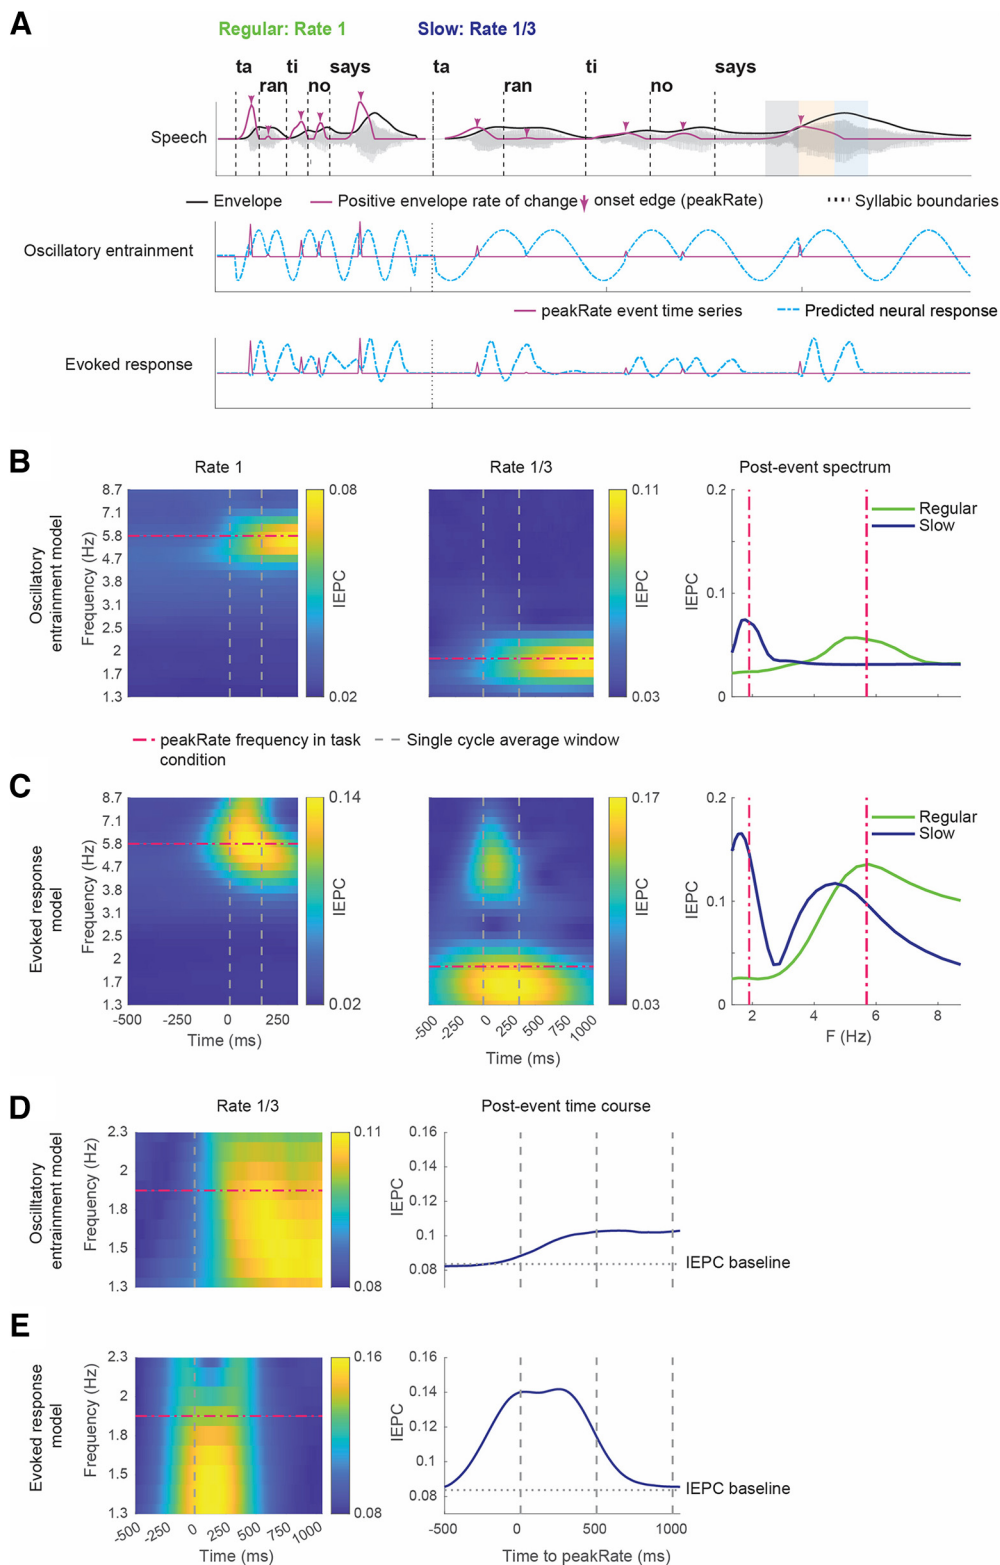 A
Regular: Rate 1
Slow: Rate 1/3
ta ti says ta ti says
ran no ran no
Speech
Envelope Positive envelope rate of change onset edge (peakRate) Syllabic boundaries
Oscillatory entrainment
peakRate event time series Predicted neural response
Evoked response
B
Rate 1
Rate 1/3
Post-event spectrum
Oscillatory
entrainment model
Frequency (Hz)
8.7
7.1
5.8
4.7
3.8
3.1
2.5
2
1.7
1.3
0.08
IEPC
0.02
0.11
IEPC
0.03
IEPC
0.2
0.1
0
Regular
Slow
peakRate frequency in task
condition
Single cycle average window
C
Evoked response
model
Frequency (Hz)
8.7
7.1
5.8
4.7
3.8
3.1
2.5
2
1.7
1.3
-500 -250 0 250
Time (ms)
0.14
IEPC
0.02
-500 -250 0 250 500 750 1000
Time (ms)
0.17
IEPC
0.03
IEPC
0.2
0.1
0
Regular
Slow
2 4 6 8
F (Hz)
D
Rate 1/3
Post-event time course
Oscilltatory
entrainment model
Frequency (Hz)
2.3
2
1.8
1.5
1.3
0.11
0.08
IEPC
0.16
0.14
0.12
0.1
0.08
IEPC baseline
E
Evoked response
model
Frequency (Hz)
2.3
2
1.8
1.5
1.3
-500 -250 0 250 500 750 1000
Time (ms)
0.16
0.08
IEPC
0.16
0.14
0.12
0.1
0.08
IEPC baseline
-500 0 500 1000
Time to peakRate (ms)